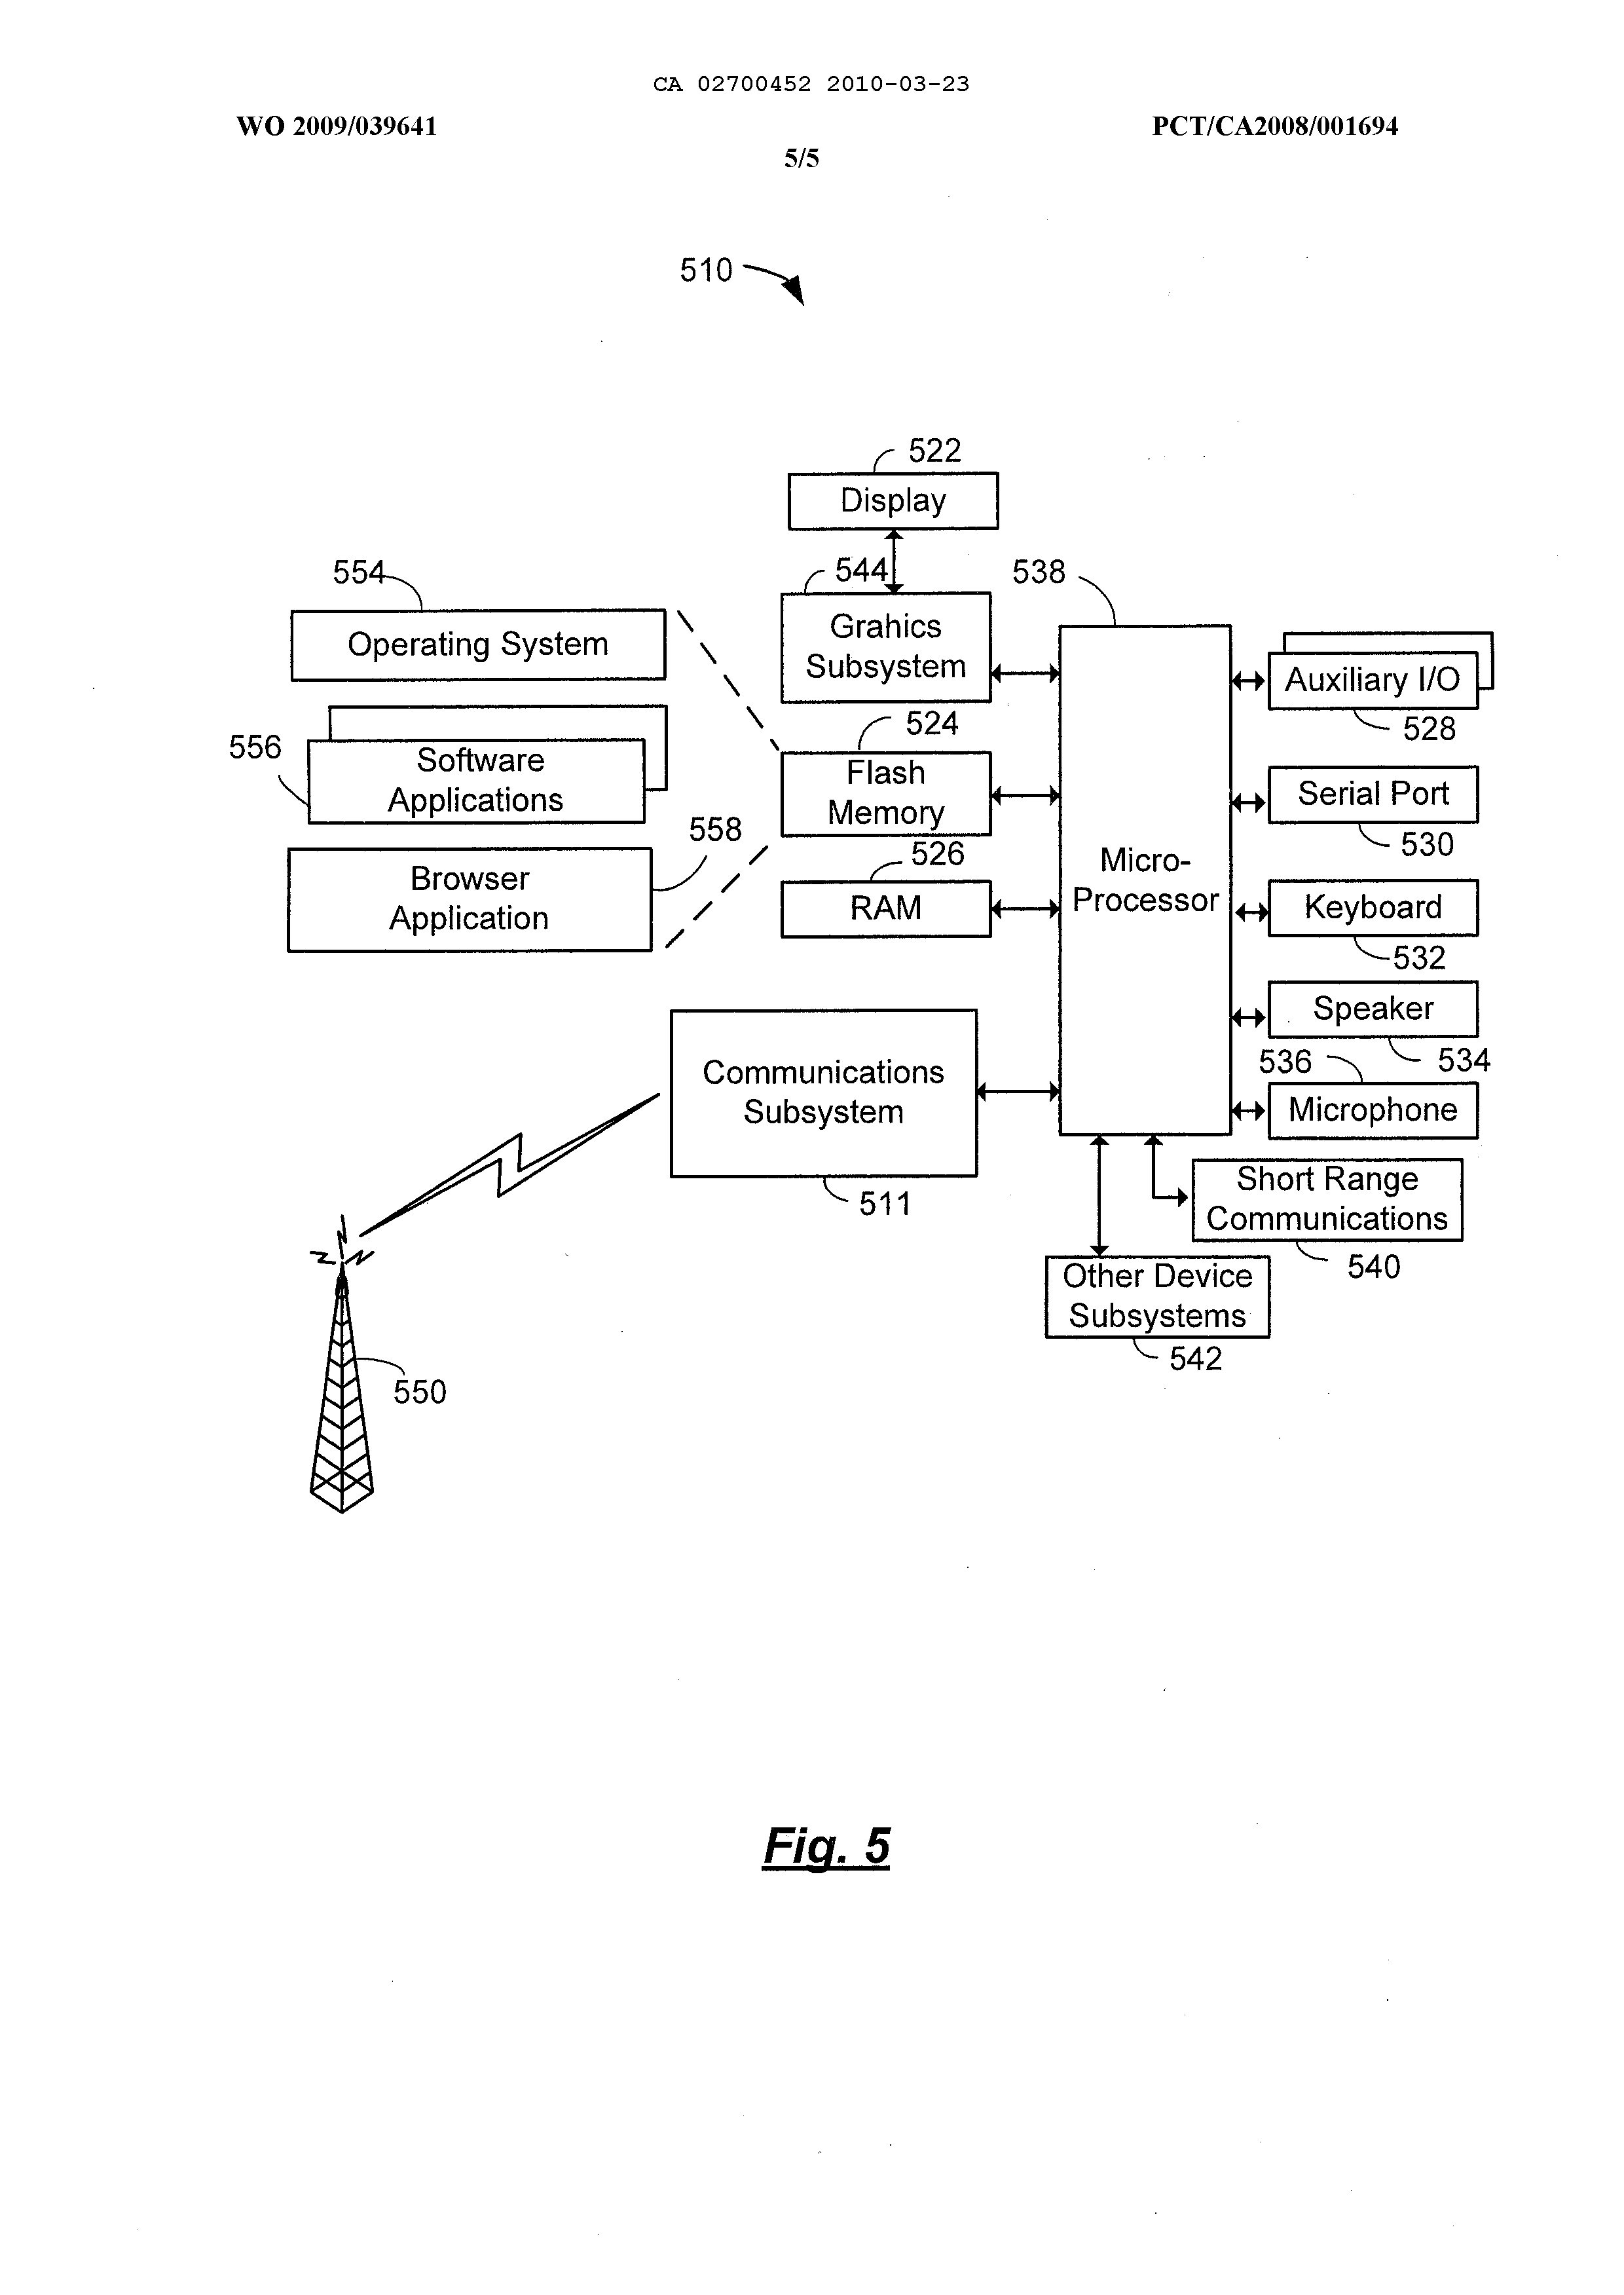 CA 02700452 2010-03-23
WO 2009/039641
PCT/CA2008/001694
5/5
510
522
Display
544
Grahics
Subsystem
538
554
Operating System
524
Flash
Memory
556
Software
Applications
558
Browser
Application
526
RAM
Micro-
Processor
Auxiliary I/O
528
Serial Port
530
Keyboard
532
Speaker
534
536
Microphone
Communications
Subsystem
511
Short Range
Communications
540
Other Device
Subsystems
542
550
Fig. 5